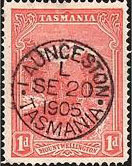 TASMANIA
LAUNCESTON
L
SE 20
1905
TASMANIA
1d 1d
MOUNT WELLINGTON